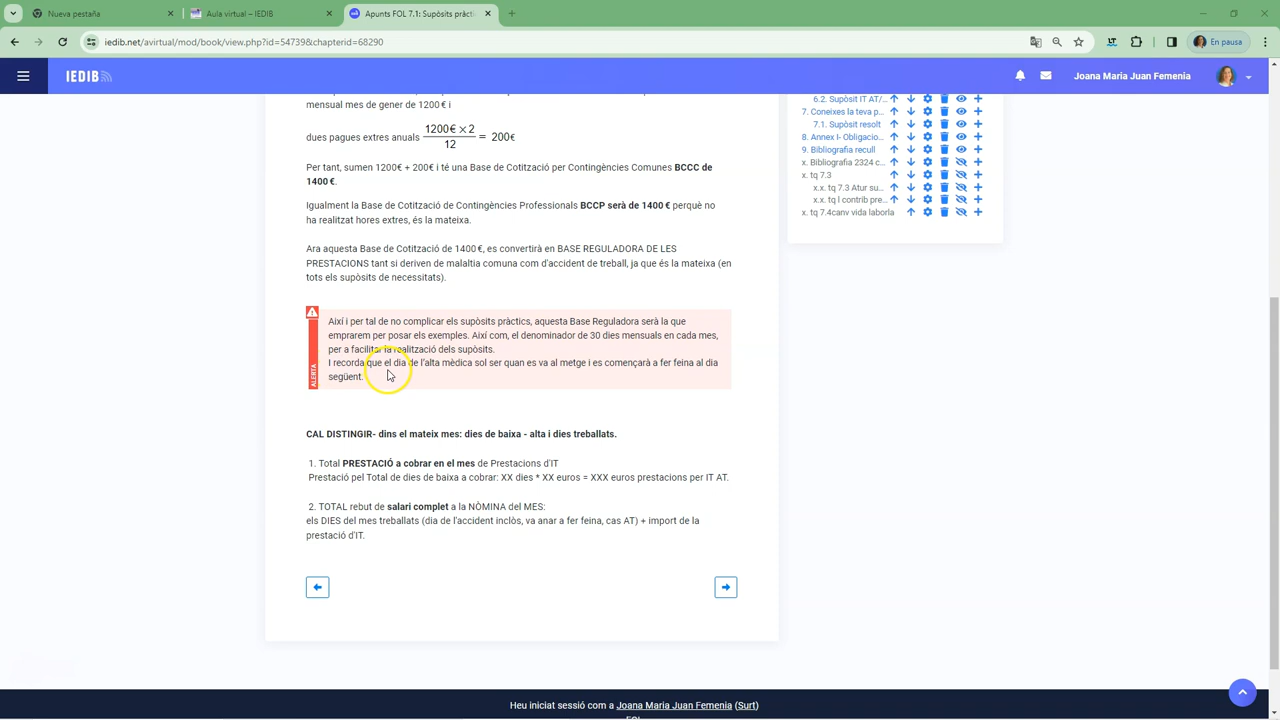 Nueva pestaña
Aula virtual – IEDIB
Apunts FOL 7.1: Supòsits pràcti
iedib.net/avirtual/mod/book/view.php?id=54739&chapterid=68290
En pausa
IEDIB
Joana Maria Juan Femenia
mensual mes de gener de 1200 € i
dues pagues extres anuals 1200€ × 2 / 12 = 200€
Per tant, sumen 1200€ + 200€ i té una Base de Cotització per Contingències Comunes BCCC de
1400 €.
Igualment la Base de Cotització de Contingències Professionals BCCP serà de 1400 € perquè no
ha realitzat hores extres, és la mateixa.
Ara aquesta Base de Cotització de 1400 €, es convertirà en BASE REGULADORA DE LES
PRESTACIONS tant si deriven de malaltia comuna com d'accident de treball, ja que és la mateixa (en
tots els supòsits de necessitats).
ALERTA
Així i per tal de no complicar els supòsits pràctics, aquesta Base Reguladora serà la que
emprarem per posar els exemples. Així com, el denominador de 30 dies mensuals en cada mes,
per a facilitar la realització dels supòsits.
I recorda que el dia de l'alta mèdica sol ser quan es va al metge i es començarà a fer feina al dia
següent.
CAL DISTINGIR- dins el mateix mes: dies de baixa - alta i dies treballats.
1. Total PRESTACIÓ a cobrar en el mes de Prestacions d'IT
Prestació pel Total de dies de baixa a cobrar: XX dies * XX euros = XXX euros prestacions per IT AT.
2. TOTAL rebut de salari complet a la NÒMINA del MES:
els DIES del mes treballats (dia de l'accident inclòs, va anar a fer feina, cas AT) + import de la
prestació d'IT.
6.2. Supòsit IT AT/...
7. Coneixes la teva p...
7.1. Supòsit resolt
8. Annex I- Obligacio...
9. Bibliografia recull
x. Bibliografia 2324 c...
x. tq 7.3
x.x. tq 7.3 Atur su...
x.x. tq l contrib pre...
x. tq 7.4canv vida laborla
Heu iniciat sessió com a Joana Maria Juan Femenia (Surt)
FOL